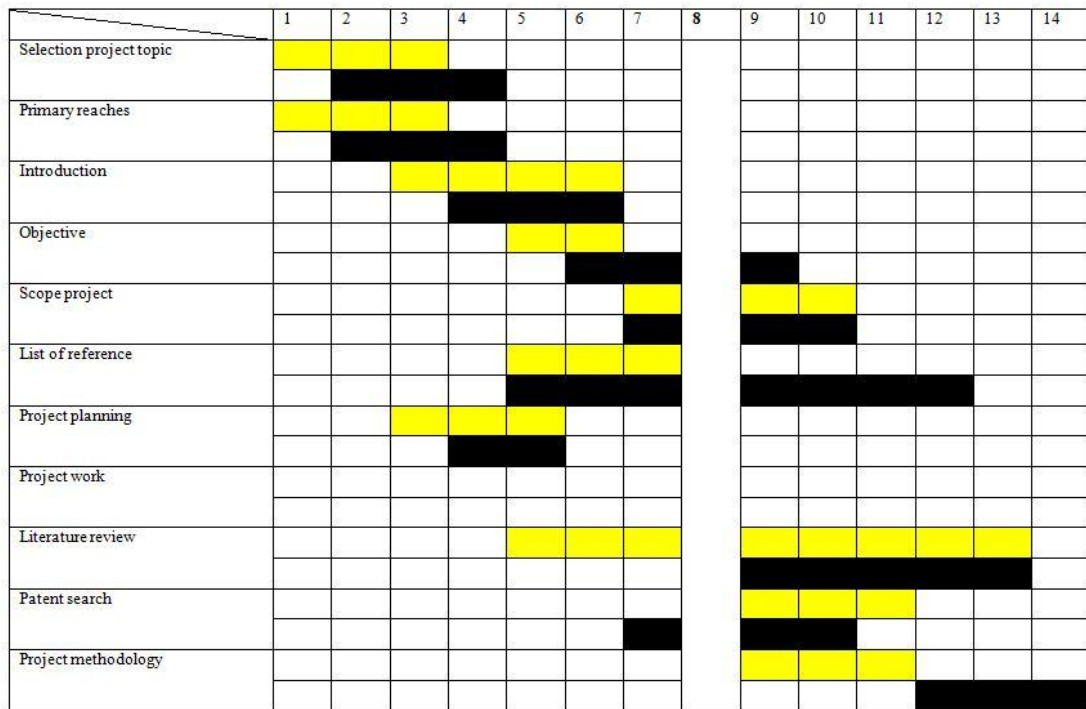 1 2 3 4 5 6 7 8 9 10 11 12 13 14
Selection project topic
Primary reaches
Introduction
Objective
Scope project
List of reference
Project planning
Project work
Literature review
Patent search
Project methodology